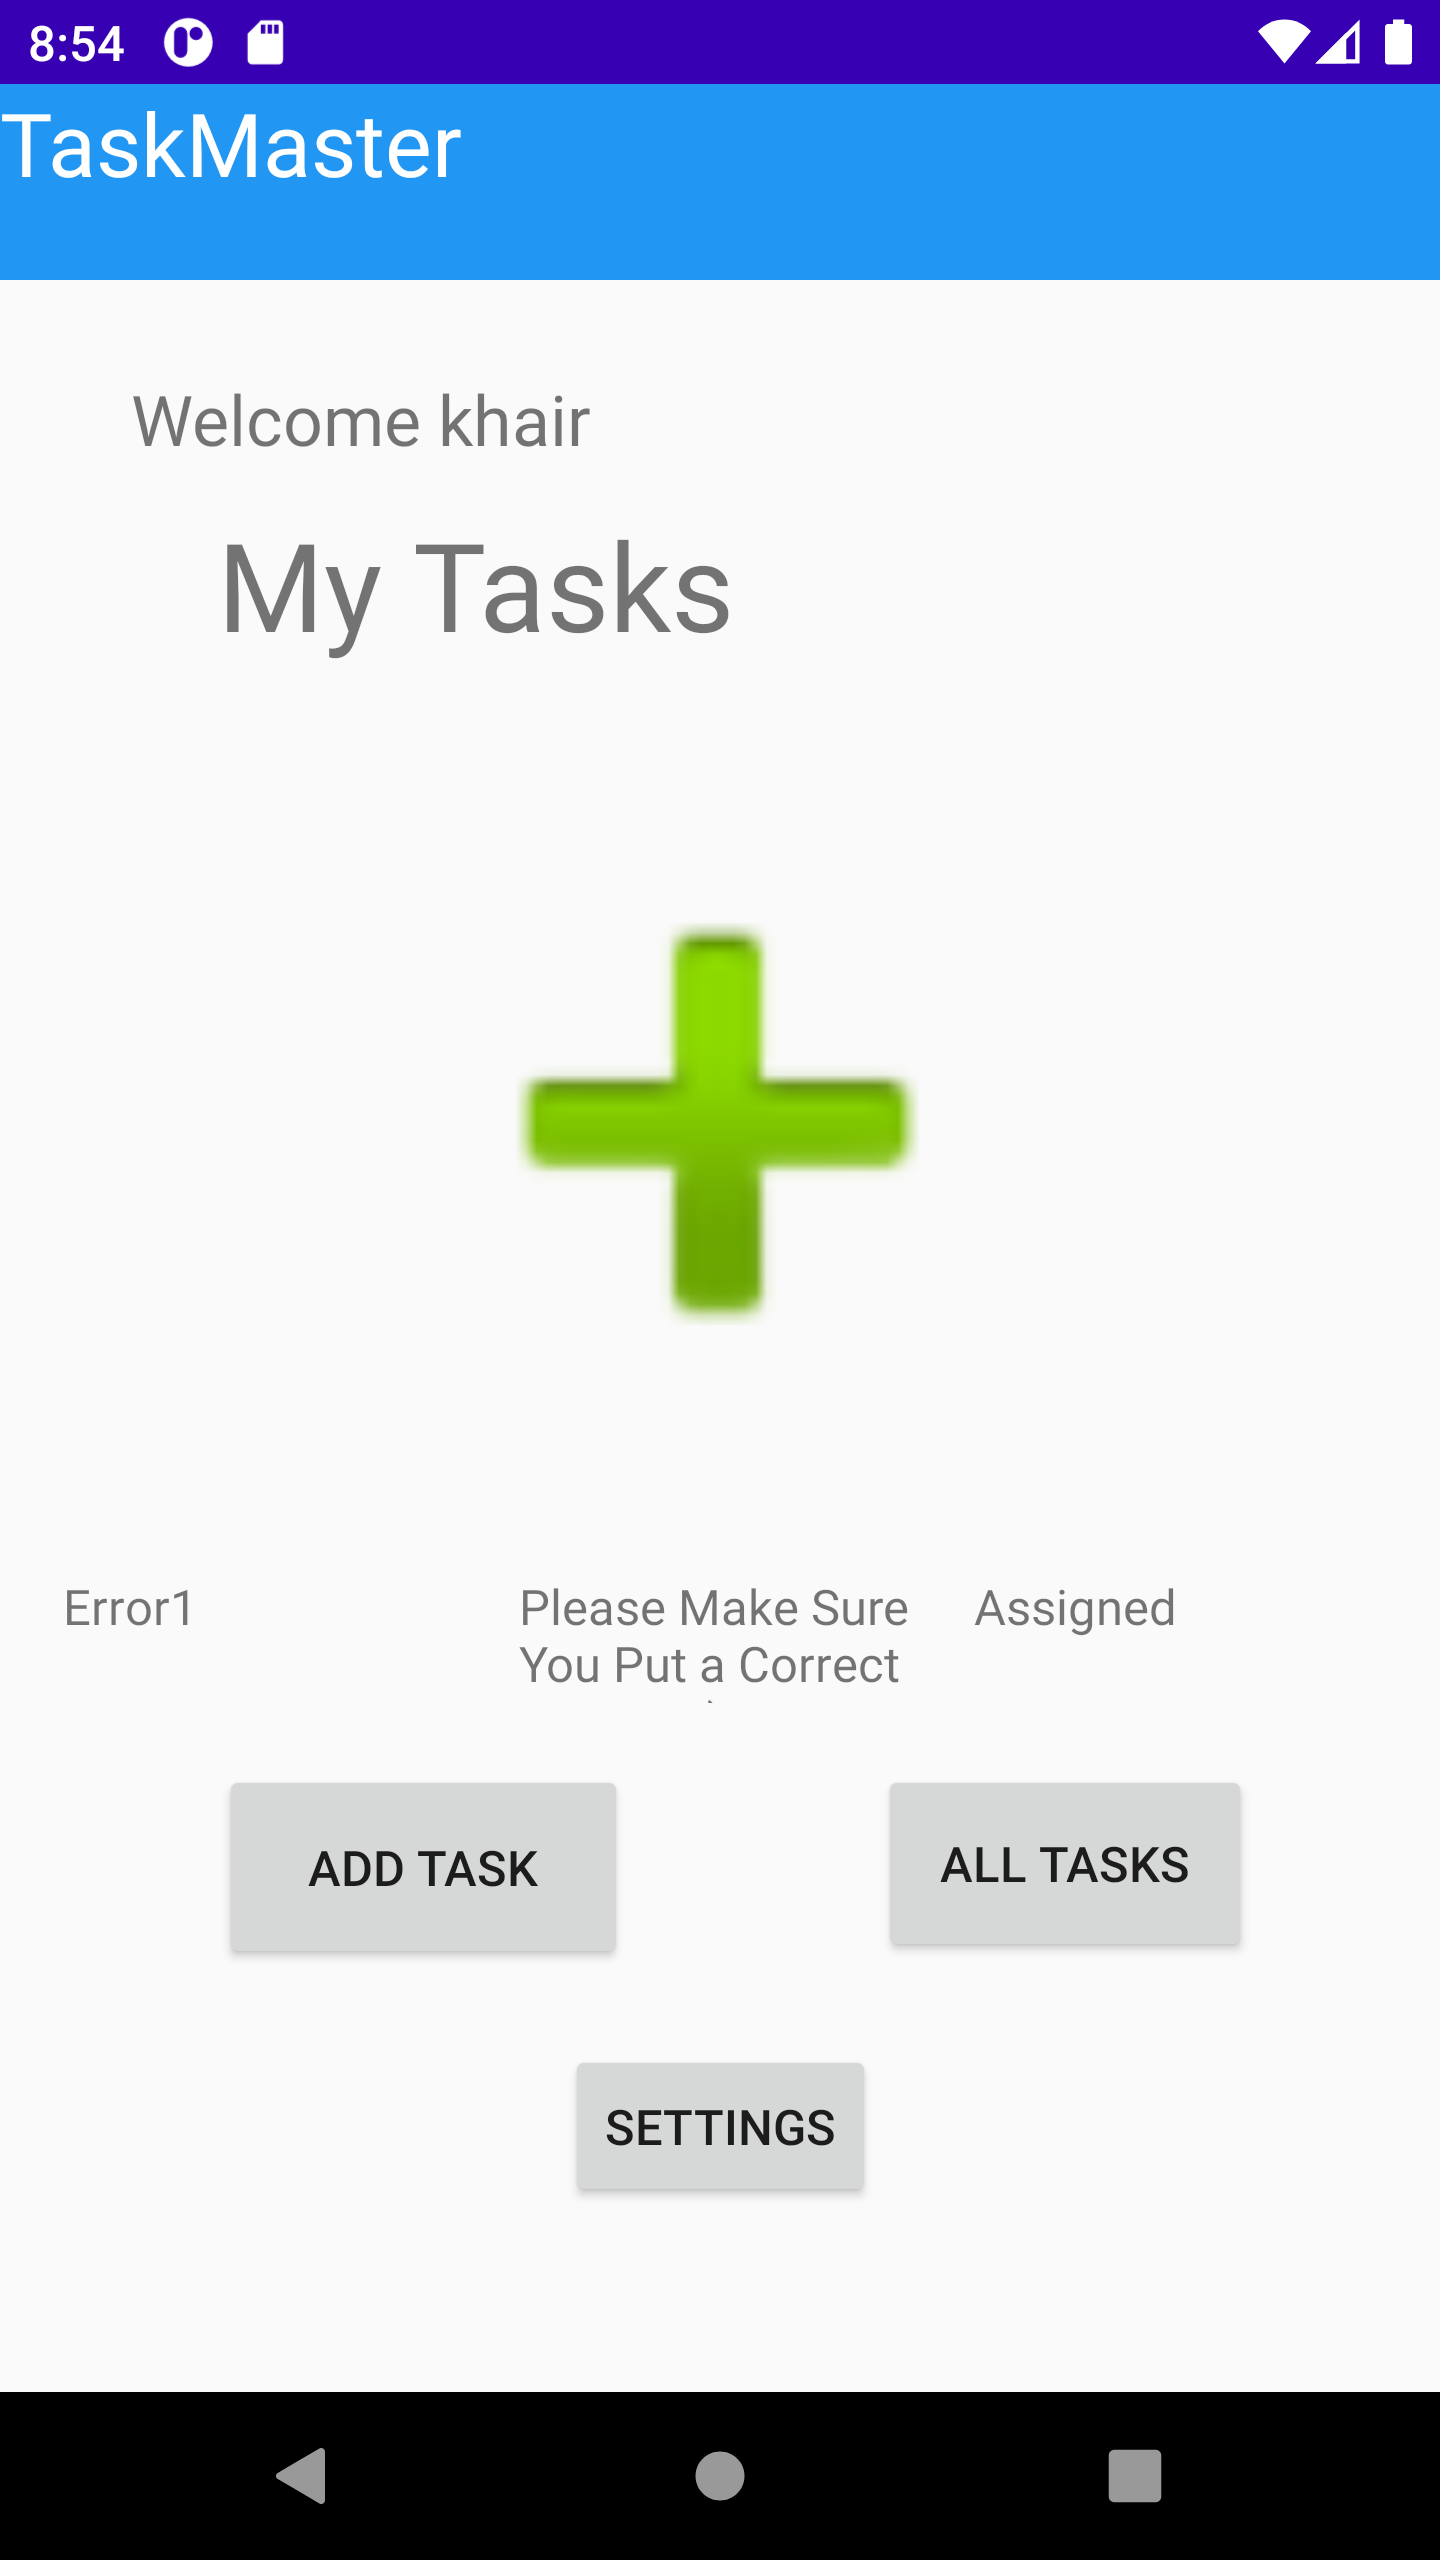 8:54
TaskMaster
Welcome khair
My Tasks
Error1
Please Make Sure
You Put a Correct
Assigned
ADD TASK
ALL TASKS
SETTINGS